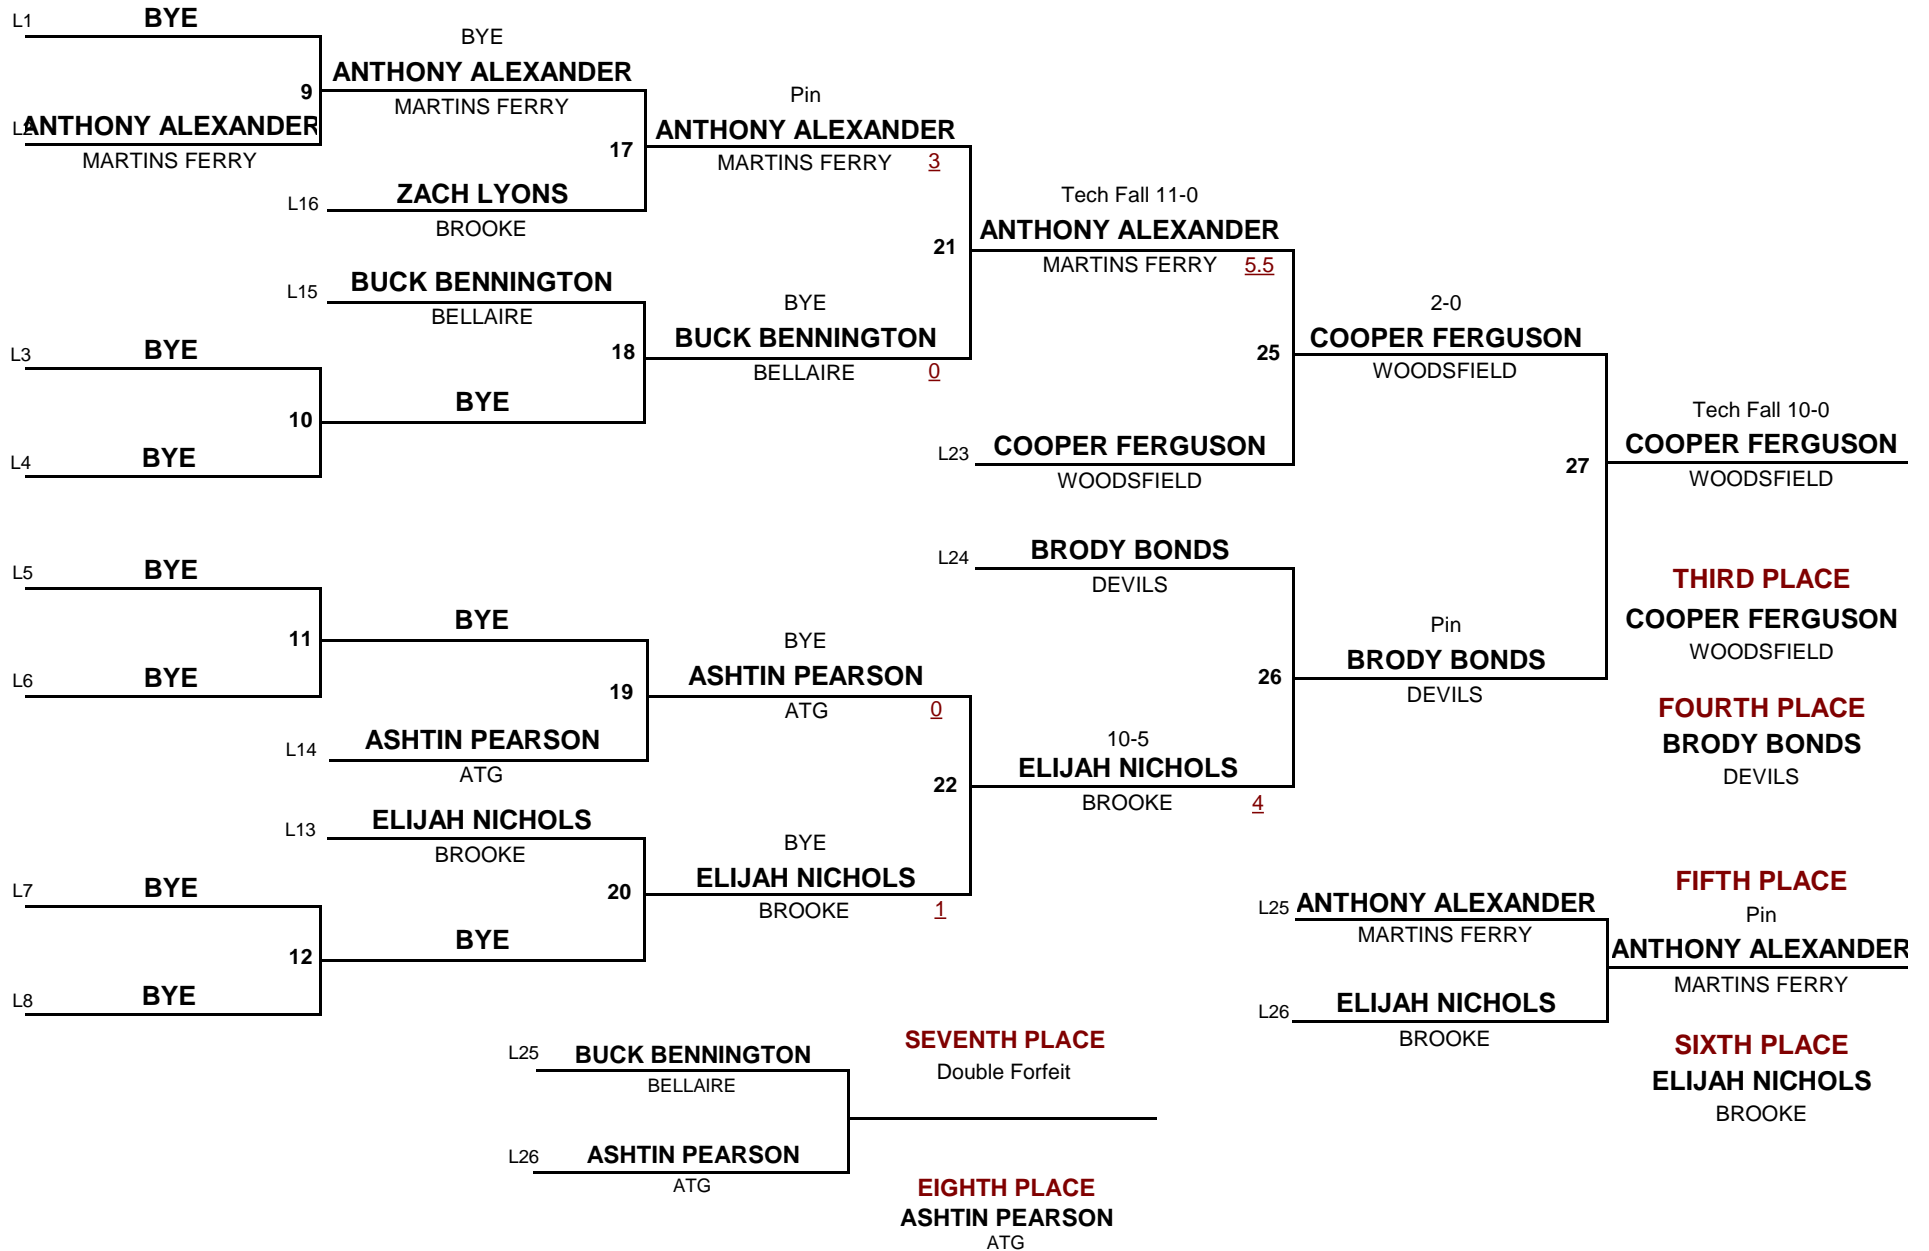 L1 BYE
BYE
ANTHONY ALEXANDER
9
MARTINS FERRY
L2 ANTHONY ALEXANDER
MARTINS FERRY
Pin
ANTHONY ALEXANDER
17
MARTINS FERRY 3
L16 ZACH LYONS
BROOKE
Tech Fall 11-0
ANTHONY ALEXANDER
21
MARTINS FERRY 5.5
L15 BUCK BENNINGTON
BELLAIRE
BYE
BUCK BENNINGTON
18
BELLAIRE 0
L3 BYE
10
BYE
L4 BYE
2-0
COOPER FERGUSON
25
WOODSFIELD
L23 COOPER FERGUSON
WOODSFIELD
Tech Fall 10-0
COOPER FERGUSON
27
WOODSFIELD
L5 BYE
11
BYE
L6 BYE
L24 BRODY BONDS
DEVILS
THIRD PLACE
COOPER FERGUSON
WOODSFIELD
BYE
ASHTIN PEARSON
19
ATG 0
Pin
BRODY BONDS
26
DEVILS
FOURTH PLACE
BRODY BONDS
DEVILS
L14 ASHTIN PEARSON
ATG
10-5
ELIJAH NICHOLS
22
BROOKE 4
L13 ELIJAH NICHOLS
BROOKE
BYE
ELIJAH NICHOLS
20
BROOKE 1
L7 BYE
12
BYE
L8 BYE
L25 ANTHONY ALEXANDER
MARTINS FERRY
FIFTH PLACE
Pin
ANTHONY ALEXANDER
MARTINS FERRY
L26 ELIJAH NICHOLS
BROOKE
SIXTH PLACE
ELIJAH NICHOLS
BROOKE
L25 BUCK BENNINGTON
BELLAIRE
SEVENTH PLACE
Double Forfeit
L26 ASHTIN PEARSON
ATG
EIGHTH PLACE
ASHTIN PEARSON
ATG